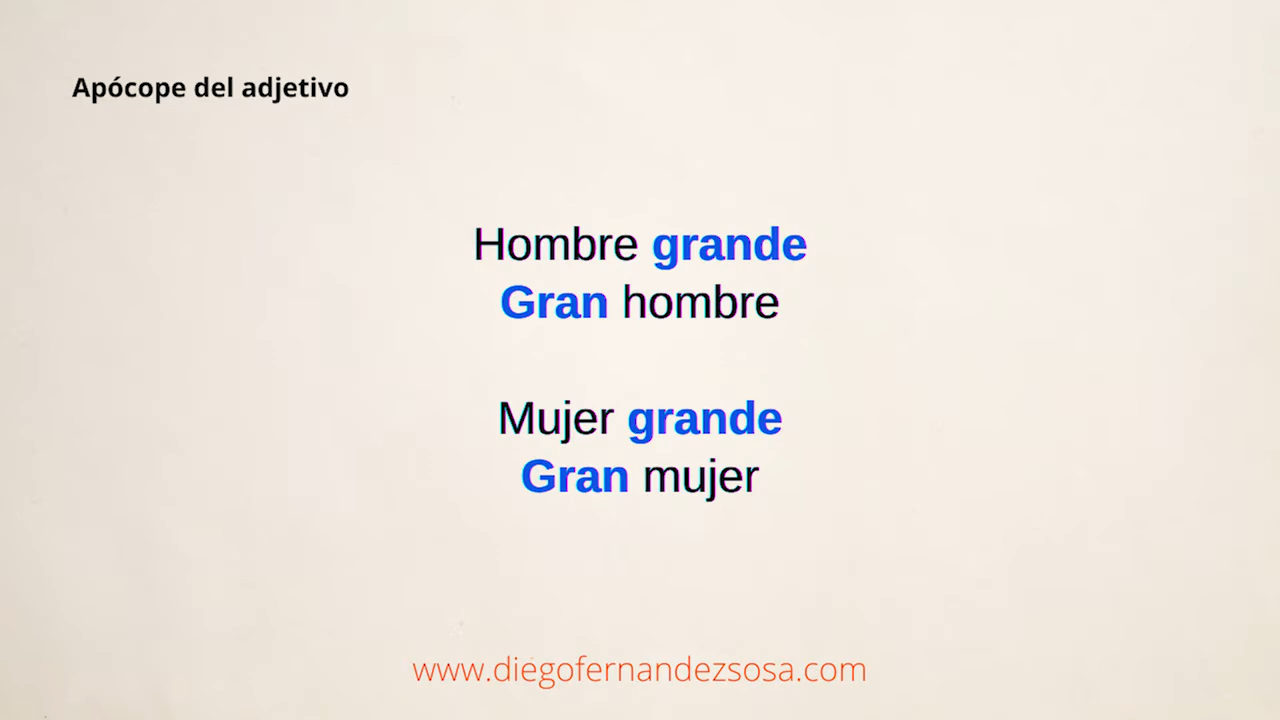 Apócope del adjetivo
Hombre grande
Gran hombre
Mujer grande
Gran mujer
www.diegofernandezsosa.com